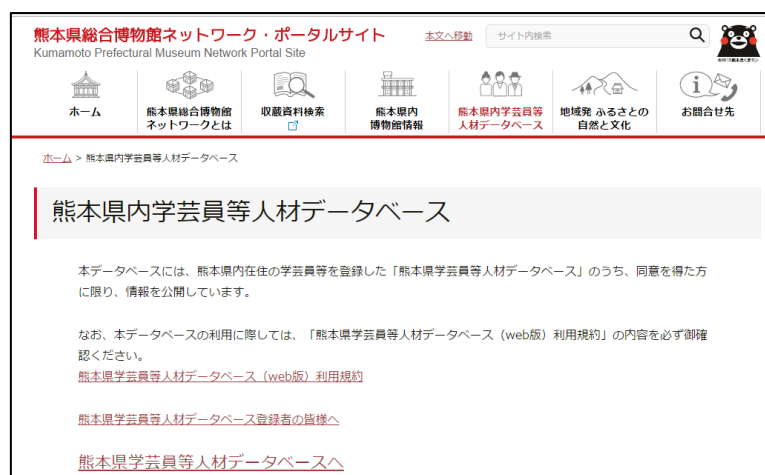 熊本県総合博物館ネットワーク・ポータルサイト
Kumamoto Prefectural Museum Network Portal Site
本文へ移動
サイト内検索
©2010熊本県くまモン
ホーム
熊本県総合博物館
ネットワークとは
収蔵資料検索
熊本県内
博物館情報
熊本県内学芸員等
人材データベース
地域発 ふるさとの
自然と文化
お問合せ先
ホーム > 熊本県内学芸員等人材データベース
熊本県内学芸員等人材データベース
本データベースには、熊本県内在住の学芸員等を登録した「熊本県学芸員等人材データベース」のうち、同意を得た方
に限り、情報を公開しています。
なお、本データベースの利用に際しては、「熊本県学芸員等人材データベース（web版）利用規約」の内容を必ず御確
認ください。
熊本県学芸員等人材データベース（web版）利用規約
熊本県学芸員等人材データベース登録者の皆様へ
熊本県学芸員等人材データベースへ